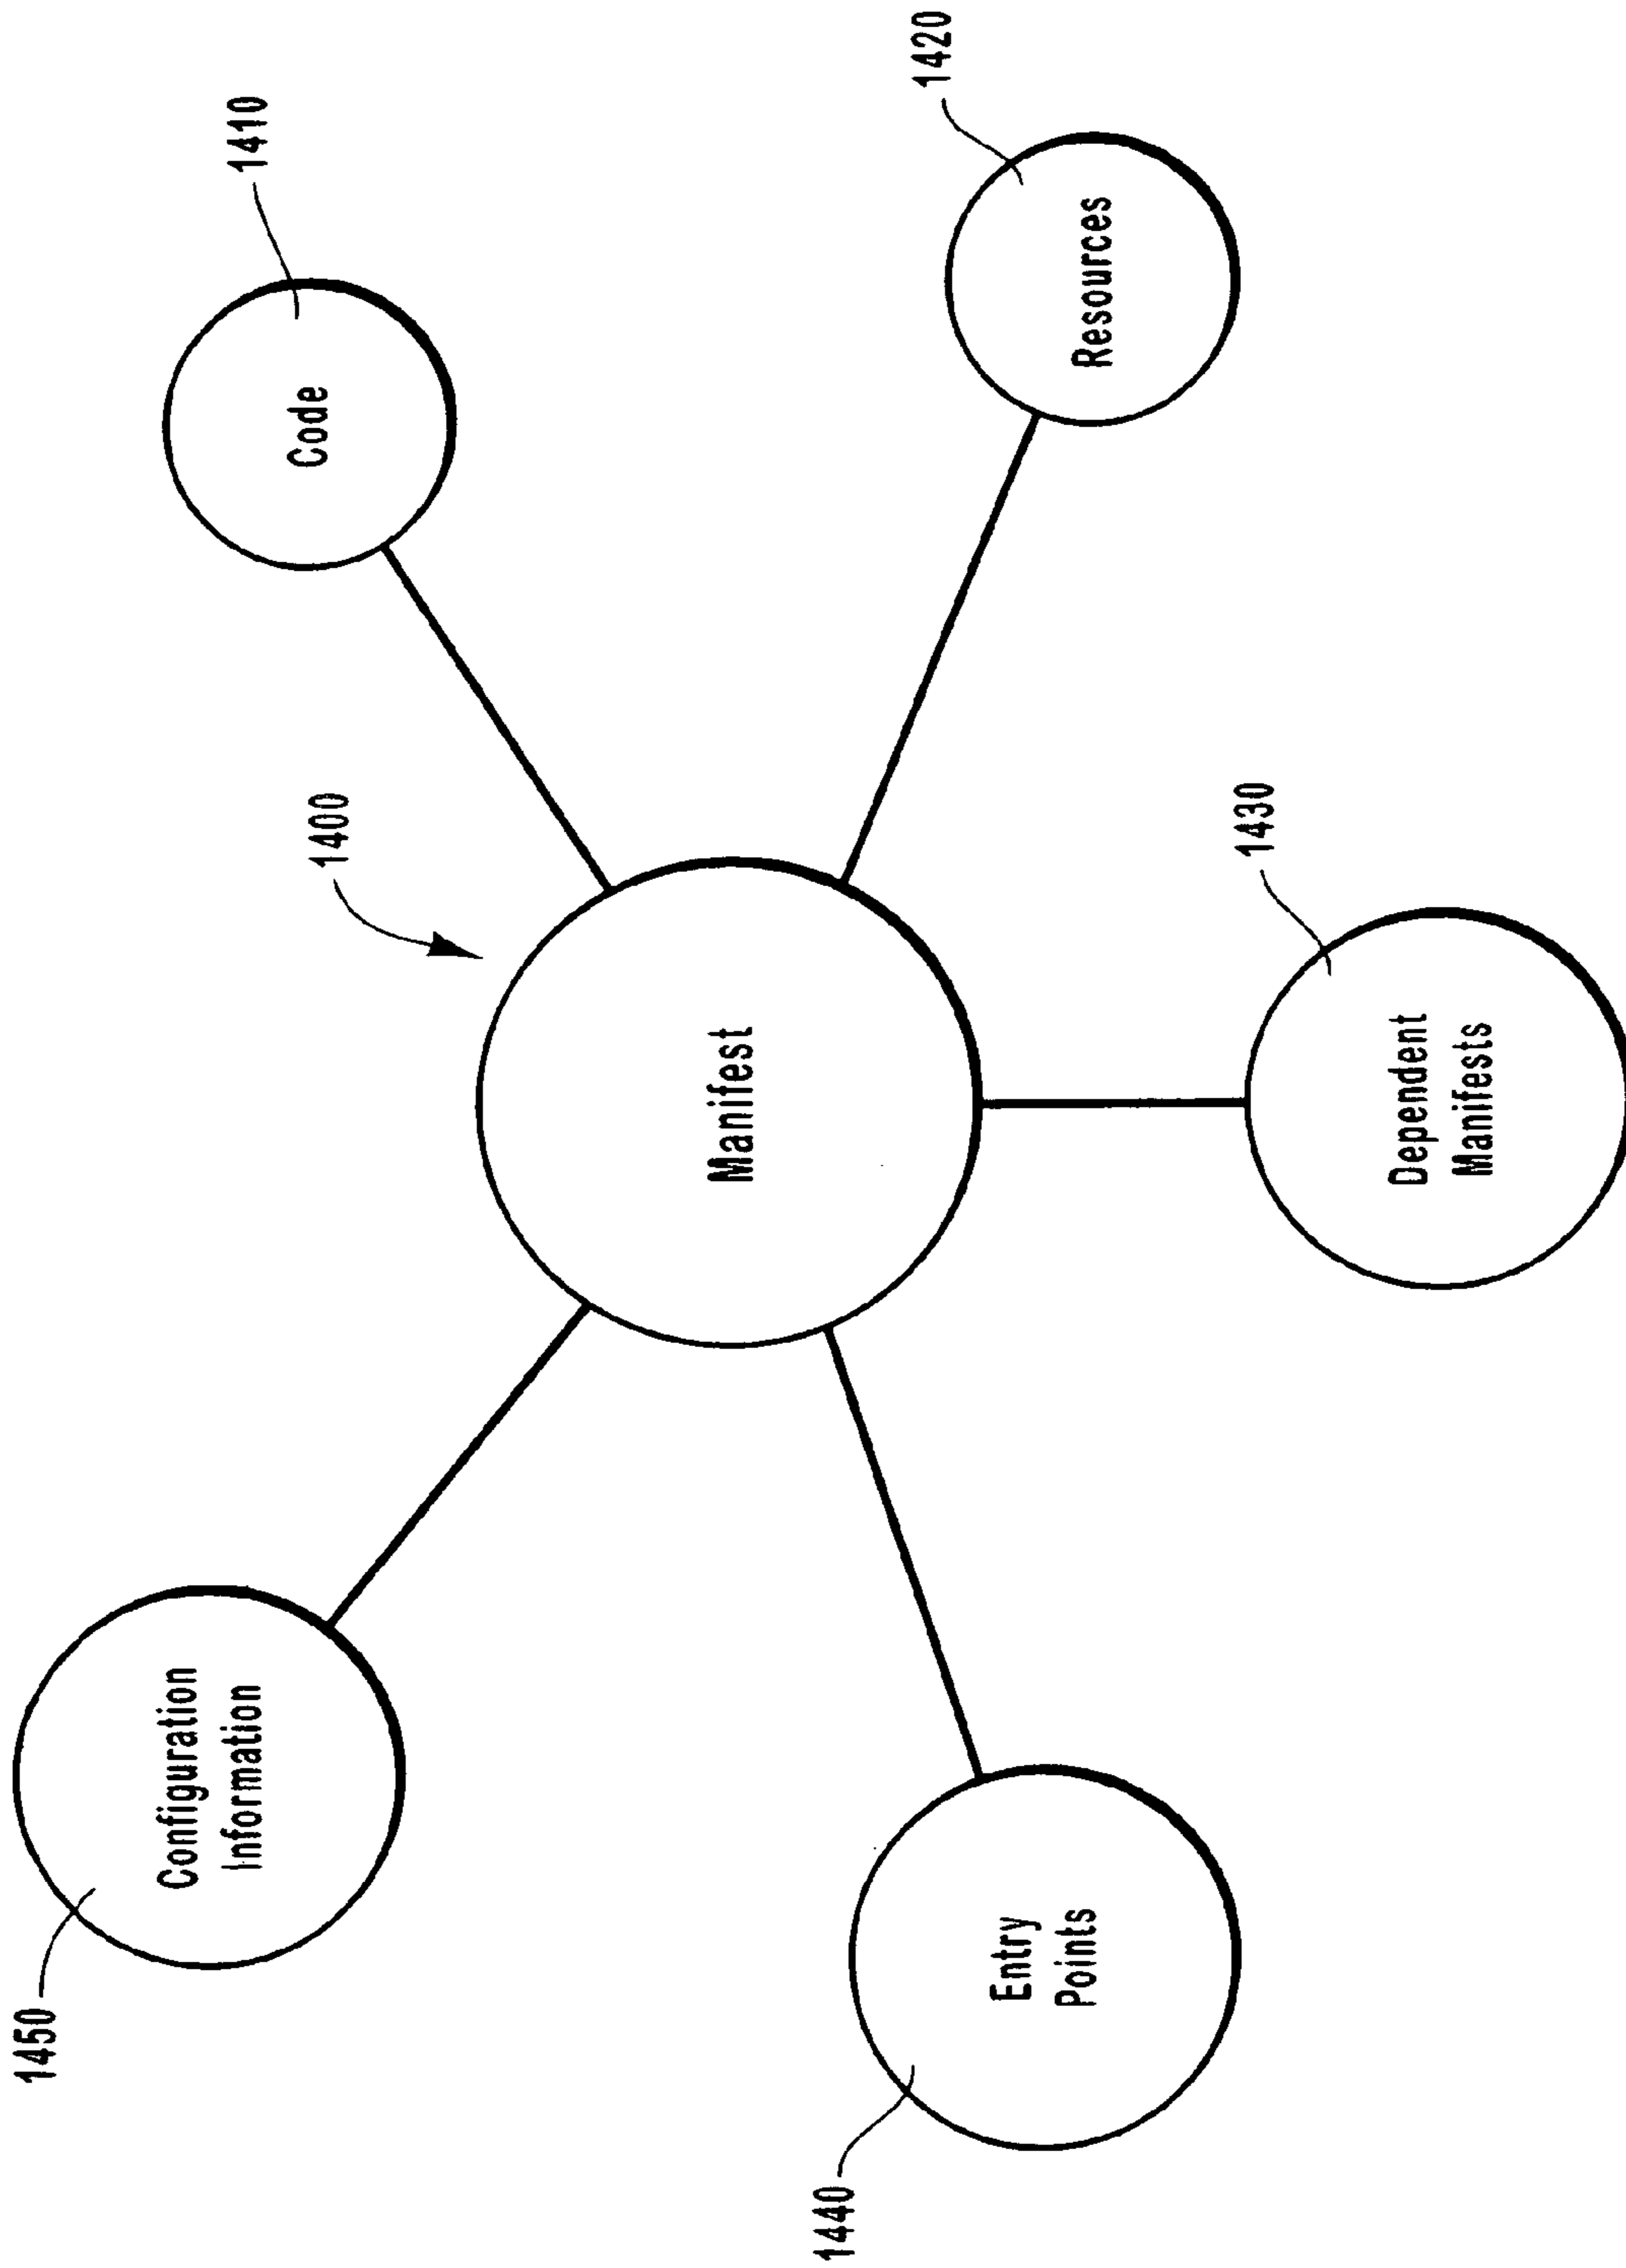 1450
Configuration
Information
1400
1410
Code
Manifest
1420
Resources
1440
Entry
Points
1430
Dependent
Manifests